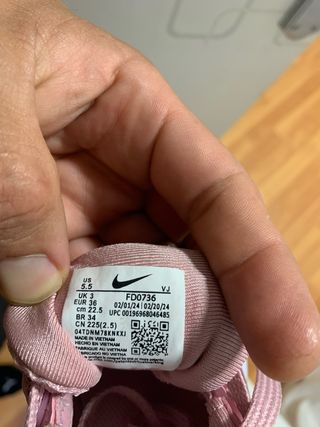 US
5.5
VJ
UK 3
FD0736
EUR 36
02/01/24 | 02/20/24
cm 22.5
UPC 00196968046485
BR 34
CN 225(2.5)
04TDNM78KNKXJ
MADE IN VIETNAM
HECHO EN VIETNAM
FABRIQUÉ AU VIETNAM